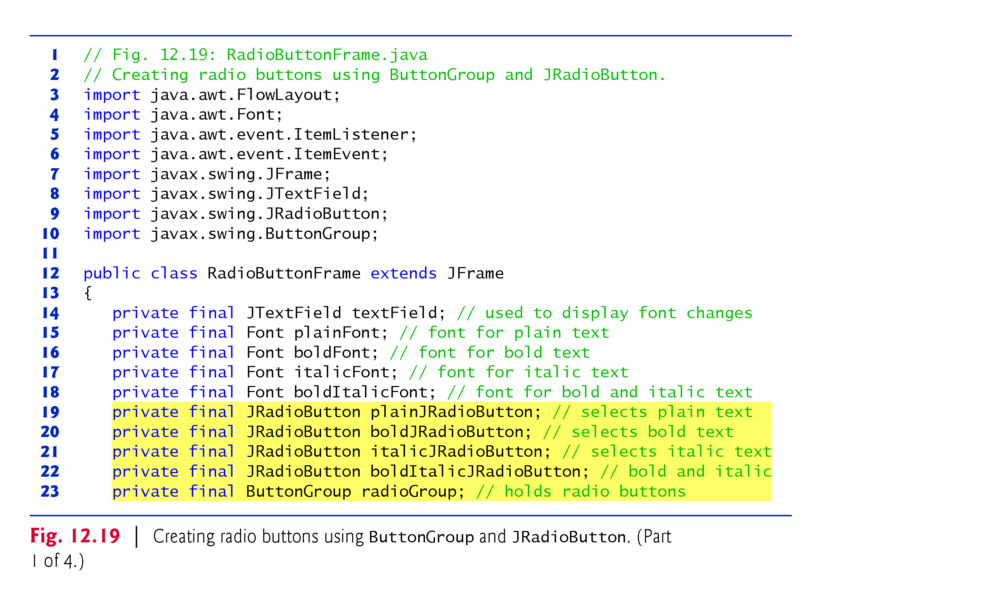 1 // Fig. 12.19: RadioButtonFrame.java
2 // Creating radio buttons using ButtonGroup and JRadioButton.
3 import java.awt.FlowLayout;
4 import java.awt.Font;
5 import java.awt.event.ItemListener;
6 import java.awt.event.ItemEvent;
7 import javax.swing.JFrame;
8 import javax.swing.JTextField;
9 import javax.swing.JRadioButton;
10 import javax.swing.ButtonGroup;
11
12 public class RadioButtonFrame extends JFrame
13 {
14    private final JTextField textField; // used to display font changes
15    private final Font plainFont; // font for plain text
16    private final Font boldFont; // font for bold text
17    private final Font italicFont; // font for italic text
18    private final Font boldItalicFont; // font for bold and italic text
19    private final JRadioButton plainJRadioButton; // selects plain text
20    private final JRadioButton boldJRadioButton; // selects bold text
21    private final JRadioButton italicJRadioButton; // selects italic text
22    private final JRadioButton boldItalicJRadioButton; // bold and italic
23    private final ButtonGroup radioGroup; // holds radio buttons
Fig. 12.19 | Creating radio buttons using ButtonGroup and JRadioButton. (Part
1 of 4.)